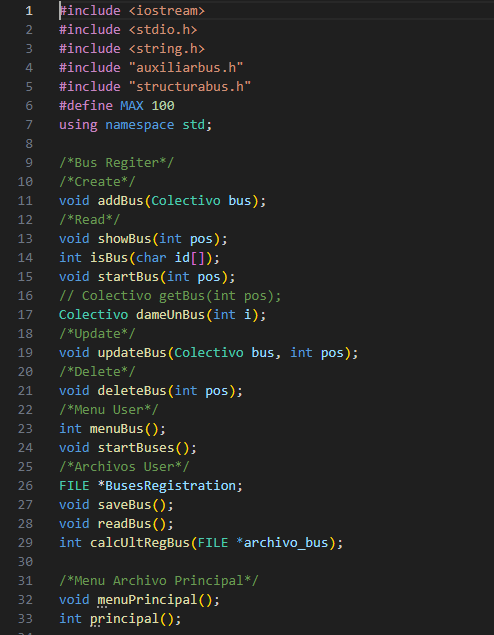 1 #include <iostream>
2 #include <stdio.h>
3 #include <string.h>
4 #include "auxiliarbus.h"
5 #include "structurabus.h"
6 #define MAX 100
7 using namespace std;
8
9 /*Bus Regiter*/
10 /*Create*/
11 void addBus(Colectivo bus);
12 /*Read*/
13 void showBus(int pos);
14 int isBus(char id[]);
15 void startBus(int pos);
16 // Colectivo getBus(int pos);
17 Colectivo dameUnBus(int i);
18 /*Update*/
19 void updateBus(Colectivo bus, int pos);
20 /*Delete*/
21 void deleteBus(int pos);
22 /*Menu User*/
23 int menuBus();
24 void startBuses();
25 /*Archivos User*/
26 FILE *BusesRegistration;
27 void saveBus();
28 void readBus();
29 int calcUltRegBus(FILE *archivo_bus);
30
31 /*Menu Archivo Principal*/
32 void menuPrincipal();
33 int principal();